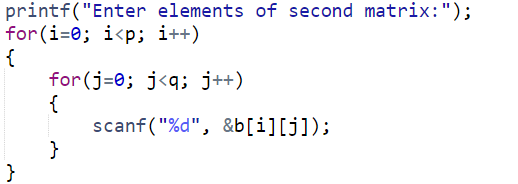 printf("Enter elements of second matrix:");
for(i=0; i<p; i++)
{
    for(j=0; j<q; j++)
    {
        scanf("%d", &b[i][j]);
    }
}